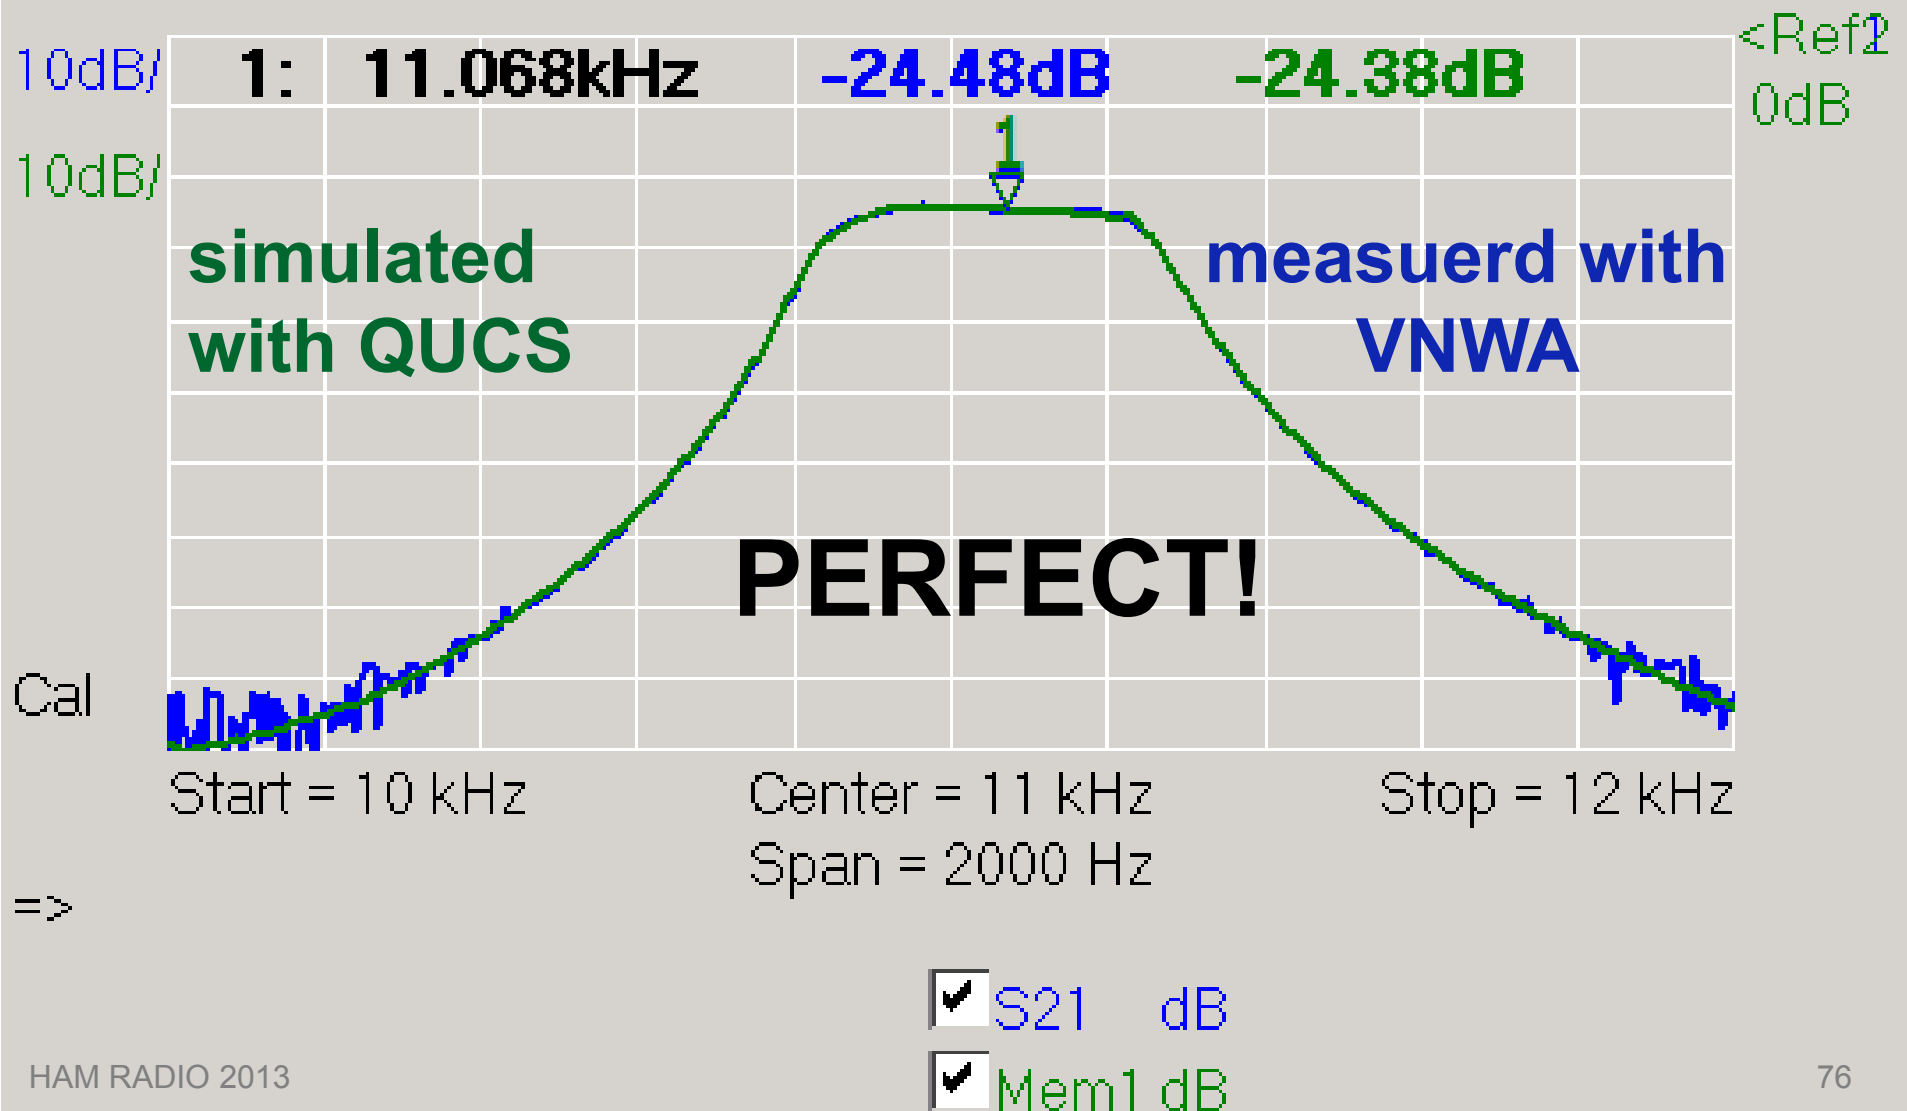 <Ref2
10dB/ 1: 11.068kHz -24.48dB -24.38dB
0dB
1
10dB/
simulated
with QUCS
measuerd with
VNWA
PERFECT!
Cal
Start = 10 kHz Center = 11 kHz Stop = 12 kHz
Span = 2000 Hz
=>
S21 dB
Mem1 dB
HAM RADIO 2013
76